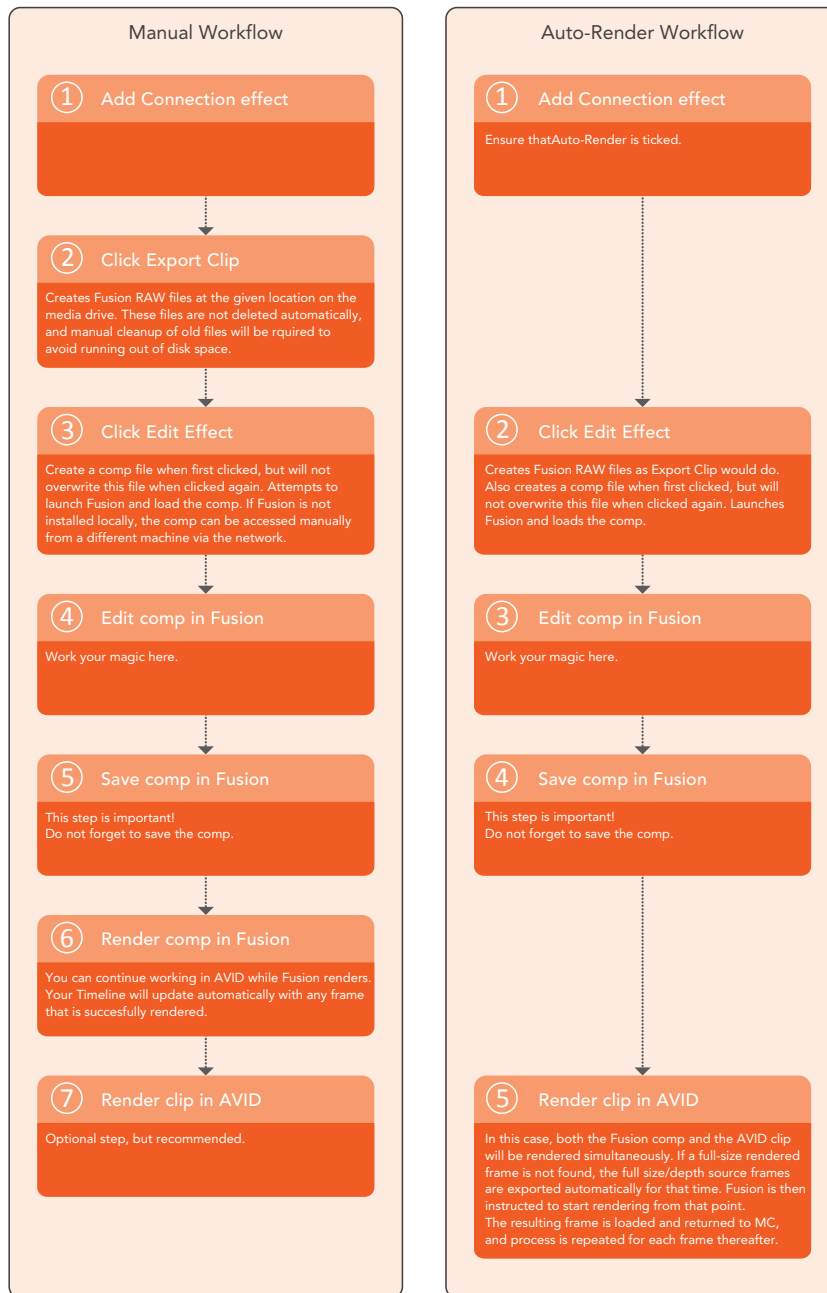 Manual Workflow
① Add Connection effect
② Click Export Clip
Creates Fusion RAW files at the given location on the
media drive. These files are not deleted automatically,
and manual cleanup of old files will be rquired to
avoid running out of disk space.
③ Click Edit Effect
Create a comp file when first clicked, but will not
overwrite this file when clicked again. Attempts to
launch Fusion and load the comp. If Fusion is not
installed locally, the comp can be accessed manually
from a different machine via the network.
④ Edit comp in Fusion
Work your magic here.
⑤ Save comp in Fusion
This step is important!
Do not forget to save the comp.
⑥ Render comp in Fusion
You can continue working in AVID while Fusion renders.
Your Timeline will update automatically with any frame
that is succesfully rendered.
⑦ Render clip in AVID
Optional step, but recommended.
Auto-Render Workflow
① Add Connection effect
Ensure thatAuto-Render is ticked.
② Click Edit Effect
Creates Fusion RAW files as Export Clip would do.
Also creates a comp file when first clicked, but will
not overwrite this file when clicked again. Launches
Fusion and loads the comp.
③ Edit comp in Fusion
Work your magic here.
④ Save comp in Fusion
This step is important!
Do not forget to save the comp.
⑤ Render clip in AVID
In this case, both the Fusion comp and the AVID clip
will be rendered simultaneously. If a full-size rendered
frame is not found, the full size/depth source frames
are exported automatically for that time. Fusion is then
instructed to start rendering from that point.
The resulting frame is loaded and returned to MC,
and process is repeated for each frame thereafter.